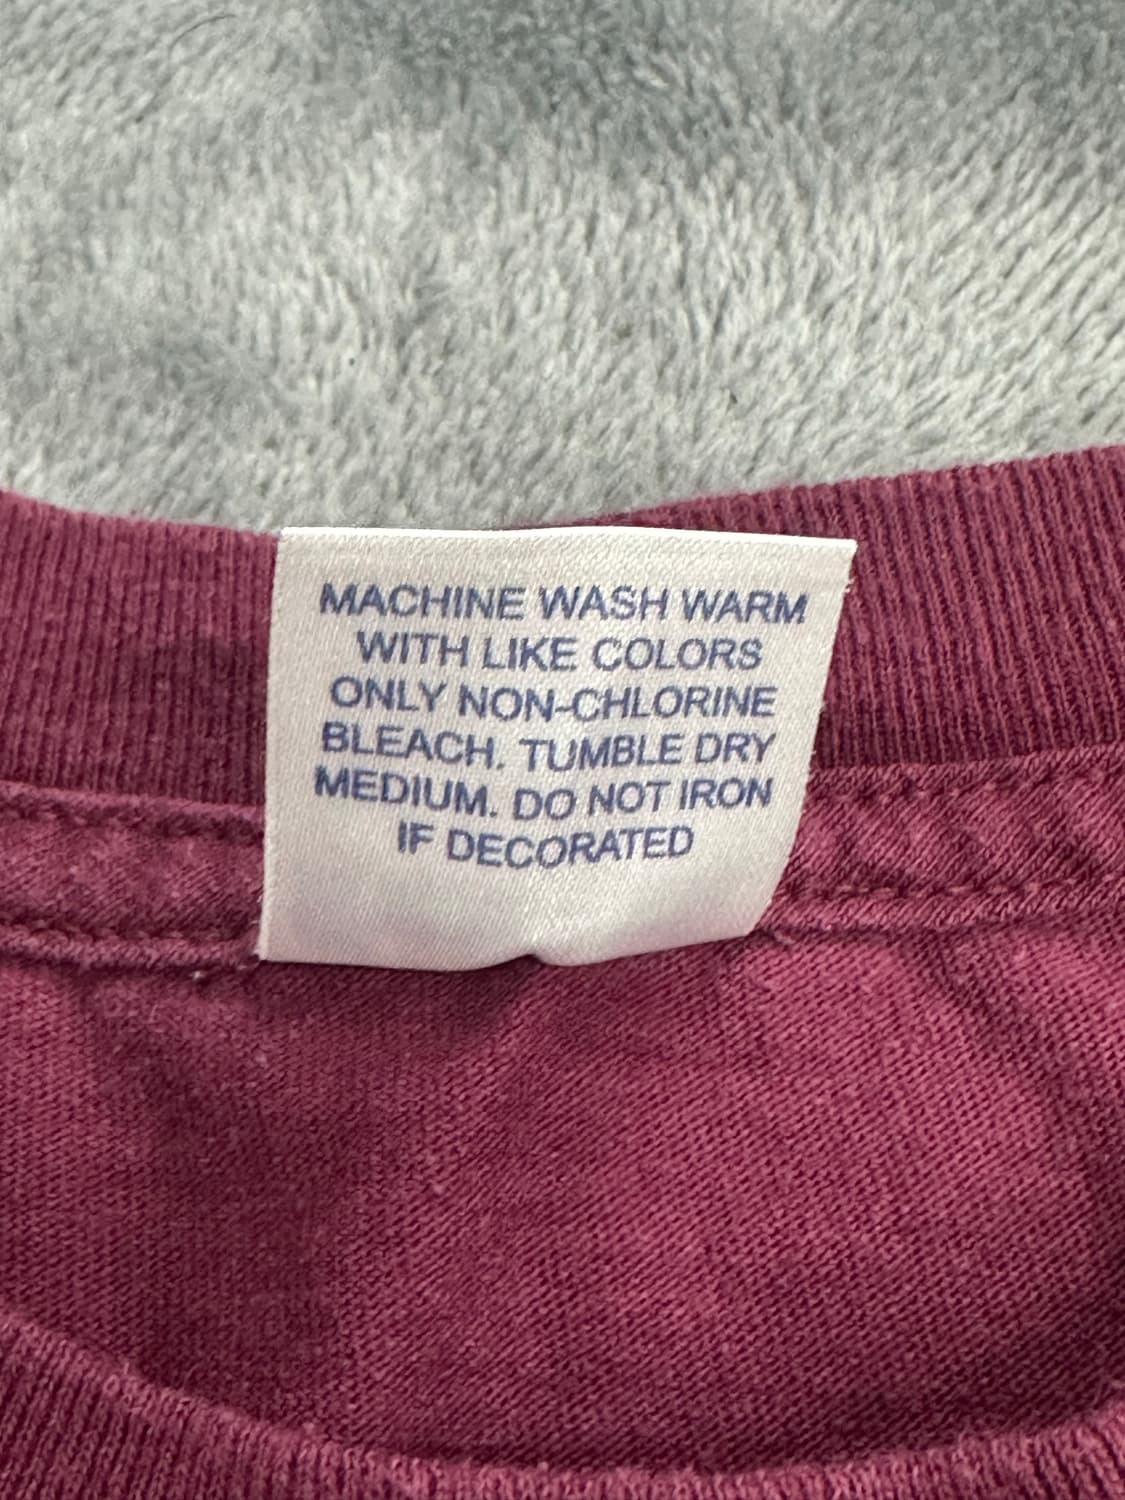 MACHINE WASH WARM
WITH LIKE COLORS
ONLY NON-CHLORINE
BLEACH. TUMBLE DRY
MEDIUM. DO NOT IRON
IF DECORATED